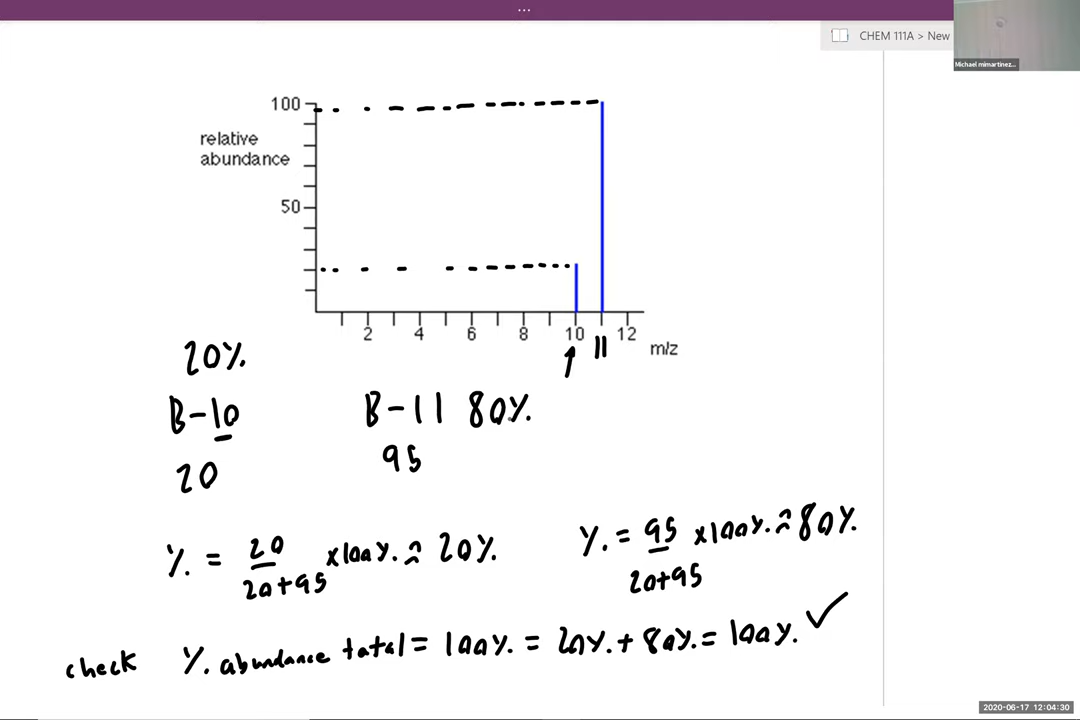 ...
CHEM 111A > New
Michael mimartinez...
100
relative
abundance
50
2 4 6 8 10 11 12
m/z
20%.
B-10
B-11 80%.
20
95
%. = 20 / 20+95 x100%. ≈ 20%.
%. = 95 / 20+95 x100%. ≈ 80%.
check %. abundance total = 100%. = 20%. + 80%. = 100%. ✓
2020-06-17 12:04:30